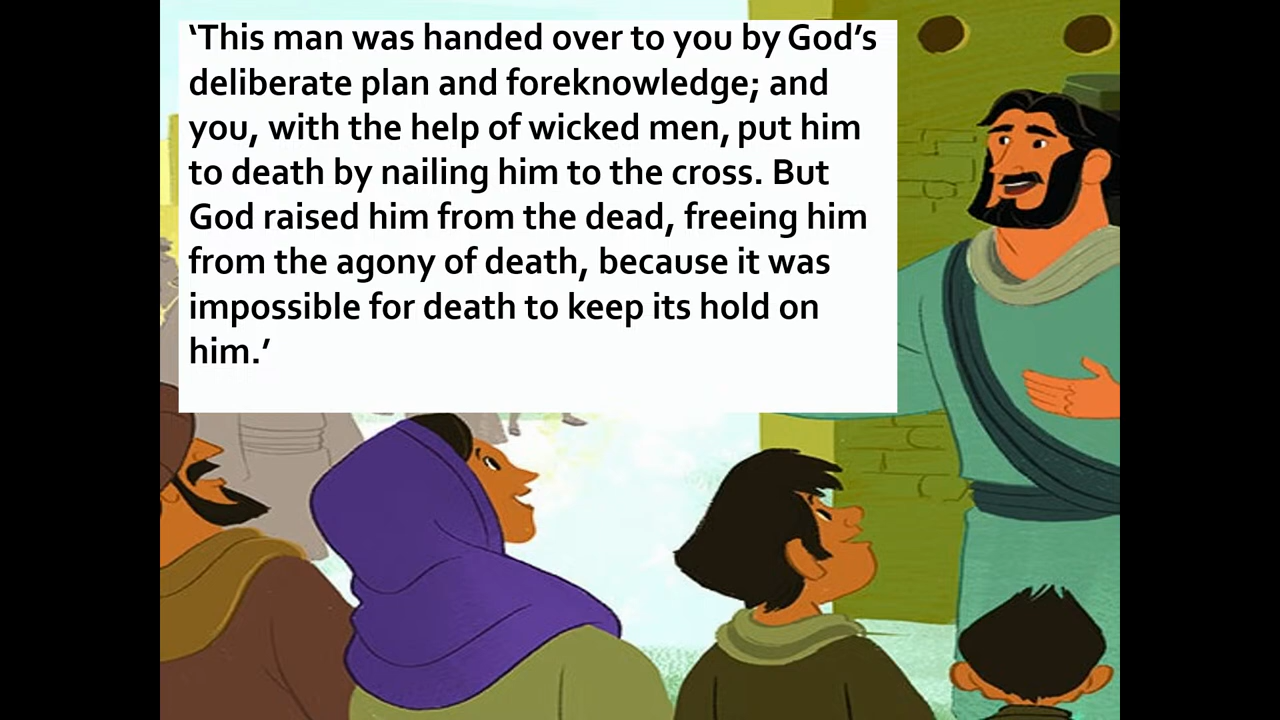 ‘This man was handed over to you by God’s
deliberate plan and foreknowledge; and
you, with the help of wicked men, put him
to death by nailing him to the cross. But
God raised him from the dead, freeing him
from the agony of death, because it was
impossible for death to keep its hold on
him.’